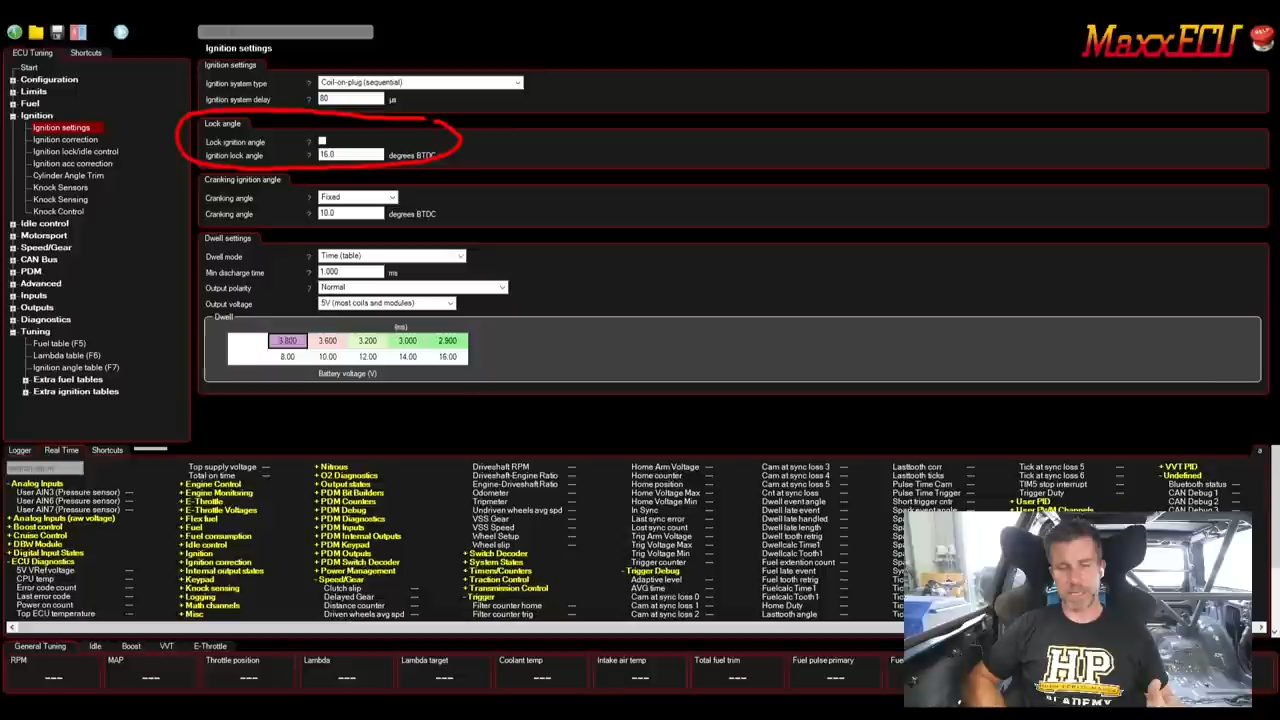 MaxxECU
HELP
ECU Tuning Shortcuts
Start
Configuration
Limits
Fuel
Ignition
Ignition settings
Ignition correction
Ignition lock/idle control
Ignition acc correction
Cylinder Angle Trim
Knock Sensors
Knock Sensing
Knock Control
Idle control
Motorsport
Speed/Gear
CAN Bus
PDM
Advanced
Inputs
Outputs
Diagnostics
Tuning
Fuel table (F5)
Lambda table (F6)
Ignition angle table (F7)
Extra fuel tables
Extra ignition tables
Ignition settings
Ignition settings
Ignition system type ? Coil-on-plug (sequential)
Ignition system delay ? 80 µs
Lock angle
Lock ignition angle ?
Ignition lock angle ? 16.0 degrees BTDC
Cranking ignition angle
Cranking angle ? Fixed
Cranking angle ? 10.0 degrees BTDC
Dwell settings
Dwell mode ? Time (table)
Min discharge time ? 1.000 ms
Output polarity ? Normal
Output voltage ? 5V (most coils and modules)
Dwell
(ms)
3.800 3.600 3.200 3.000 2.900
8.00 10.00 12.00 14.00 16.00
Battery voltage (V)
Logger Real Time Shortcuts
- Analog Inputs
User AIN3 (Pressure sensor) ---
User AIN6 (Pressure sensor) ---
User AIN7 (Pressure sensor) ---
+ Analog Inputs (raw voltage)
+ Boost control
+ Cruise Control
+ DBW Module
+ Digital Input States
- ECU Diagnostics
5V VRef voltage ---
CPU temp ---
Error code count ---
Last error code ---
Power on count ---
Top ECU temperature ---
Top supply voltage ---
Total on time ---
+ Engine Control
+ Engine Monitoring
+ E-Throttle
+ E-Throttle Voltages
+ Flex fuel
+ Fuel
+ Fuel consumption
+ Idle control
+ Ignition
+ Ignition correction
+ Internal output states
+ Keypad
+ Knock sensing
+ Logging
+ Math channels
+ Misc
+ Nitrous
+ O2 Diagnostics
+ Output states
+ PDM Bit Builders
+ PDM Counters
+ PDM Debug
+ PDM Diagnostics
+ PDM Inputs
+ PDM Internal Outputs
+ PDM Keypad
+ PDM Outputs
+ PDM Switch Decoder
+ Power Management
- Speed/Gear
Clutch slip ---
Delayed Gear ---
Distance counter ---
Driven wheels avg spd ---
Driveshaft RPM ---
Driveshaft-Engine Ratio ---
Engine-Driveshaft Ratio ---
Odometer ---
Tripmeter ---
Undriven wheels avg spd ---
VSS Gear ---
VSS Speed ---
Wheel Setup ---
Wheel slip ---
+ Switch Decoder
+ System States
+ Timers/Counters
+ Traction Control
+ Transmission Control
- Trigger
Filter counter home ---
Filter counter trig ---
Home Arm Voltage ---
Home Level ---
Home position ---
Home Voltage Max ---
Home Voltage Min ---
In Sync ---
Last sync error ---
Lost sync count ---
Trig Arm Voltage ---
Trig Voltage Max ---
Trig Voltage Min ---
Trigger counter ---
- Trigger Debug
Adaptive level ---
AVG time ---
Cam at sync loss 0 ---
Cam at sync loss 1 ---
Cam at sync loss 2 ---
Cam at sync loss 3 ---
Cam at sync loss 4 ---
Cam at sync loss 5 ---
Cnt at sync loss ---
Dwell event angle ---
Dwell late event ---
Dwell late handled ---
Dwell late length ---
Dwell tooth retrig ---
Dwellcalc Time1 ---
Dwellcalc Tooth1 ---
Fuel extention count ---
Fuel late event ---
Fuel tooth retrig ---
Fuelcalc Time1 ---
Fuelcalc Tooth1 ---
Home Duty ---
Ignition angle ---
Lasttooth corr ---
Lasttooth ticks ---
Pulse Time Cam ---
Pulse Time Trigger ---
Short trigger cntr ---
Tick at sync loss 5 ---
Tick at sync loss 6 ---
TIM5 stop interrupt ---
Trigger Duty ---
+ User PID
+ User PWM Channels
+ VVT PID
- Undefined
Bluetooth status ---
CAN Debug 1 ---
CAN Debug 2 ---
General Tuning Idle Boost VVT E-Throttle
RPM MAP Throttle position Lambda Lambda target Coolant temp Intake air temp Total fuel trim Fuel pulse primary
--- --- --- --- --- --- --- --- ---
HP
ACADEMY